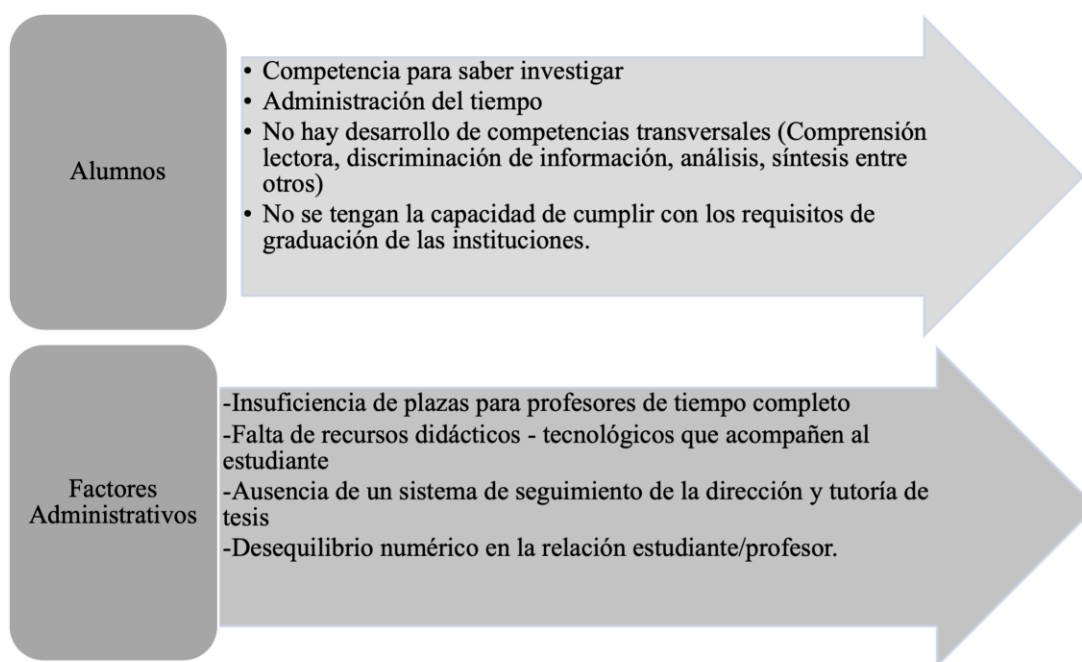 Alumnos
• Competencia para saber investigar
• Administración del tiempo
• No hay desarrollo de competencias transversales (Comprensión
lectora, discriminación de información, análisis, síntesis entre
otros)
• No se tengan la capacidad de cumplir con los requisitos de
graduación de las instituciones.
Factores
Administrativos
-Insuficiencia de plazas para profesores de tiempo completo
-Falta de recursos didácticos - tecnológicos que acompañen al
estudiante
-Ausencia de un sistema de seguimiento de la dirección y tutoría de
tesis
-Desequilibrio numérico en la relación estudiante/profesor.